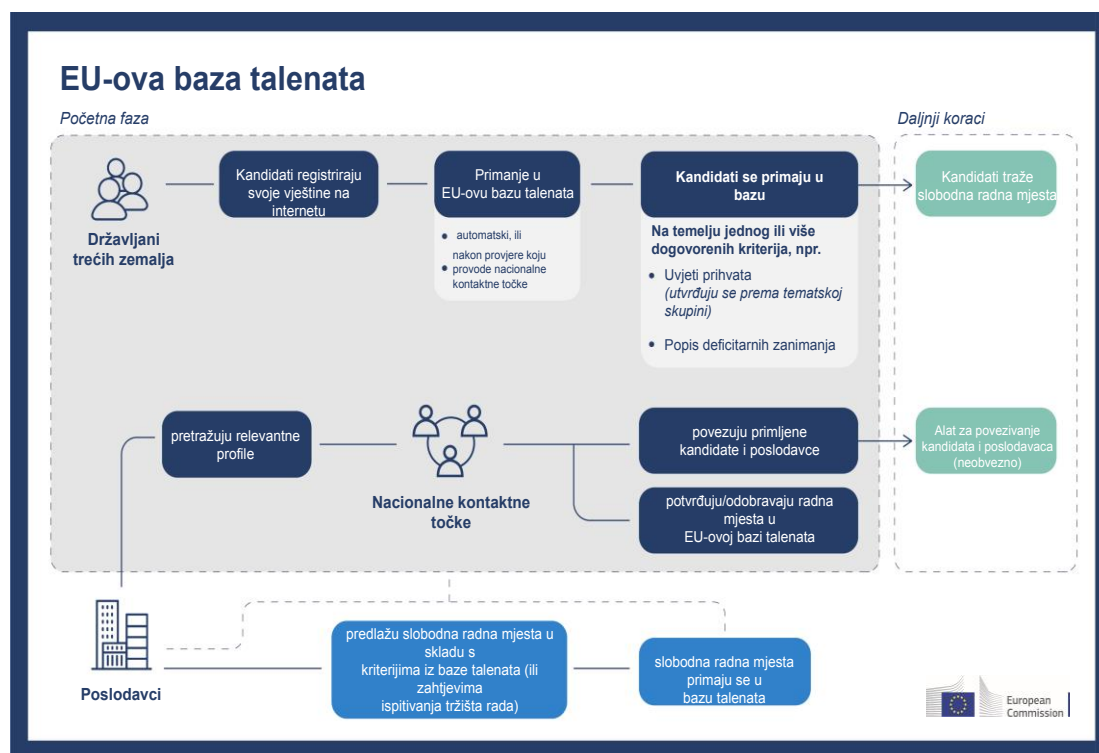 EU-ova baza talenata
Početna faza
Daljnji koraci
Državljani
trećih zemalja
Kandidati registriraju
svoje vještine na
internetu
Primanje u
EU-ovu bazu talenata
• automatski, ili
nakon provjere koju
• provode nacionalne
kontaktne točke
Kandidati se primaju u
bazu
Na temelju jednog ili više
dogovorenih kriterija, npr.
• Uvjeti prihvata
(utvrđuju se prema tematskoj
skupini)
• Popis deficitarnih zanimanja
Kandidati traže
slobodna radna mjesta
pretražuju relevantne
profile
Nacionalne kontaktne
točke
povezuju primljene
kandidate i poslodavce
potvrđuju/odobravaju radna
mjesta u
EU-ovoj bazi talenata
Alat za povezivanje
kandidata i poslodavaca
(neobvezno)
Poslodavci
predlažu slobodna radna mjesta u
skladu s
kriterijima iz baze talenata (ili
zahtjevima
ispitivanja tržišta rada)
slobodna radna mjesta
primaju se u
bazu talenata
European
Commission